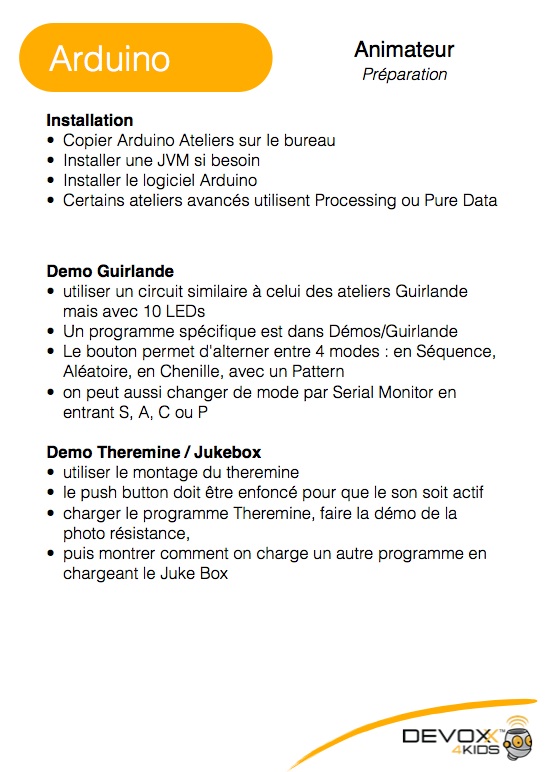 Arduino
Animateur
Préparation
Installation
• Copier Arduino Ateliers sur le bureau
• Installer une JVM si besoin
• Installer le logiciel Arduino
• Certains ateliers avancés utilisent Processing ou Pure Data
Demo Guirlande
• utiliser un circuit similaire à celui des ateliers Guirlande
mais avec 10 LEDs
• Un programme spécifique est dans Démos/Guirlande
• Le bouton permet d'alterner entre 4 modes : en Séquence,
Aléatoire, en Chenille, avec un Pattern
• on peut aussi changer de mode par Serial Monitor en
entrant S, A, C ou P
Demo Theremine / Jukebox
• utiliser le montage du theremine
• le push button doit être enfoncé pour que le son soit actif
• charger le programme Theremine, faire la démo de la
photo résistance,
• puis montrer comment on charge un autre programme en
chargeant le Juke Box
DEVOXX™
4KIDS